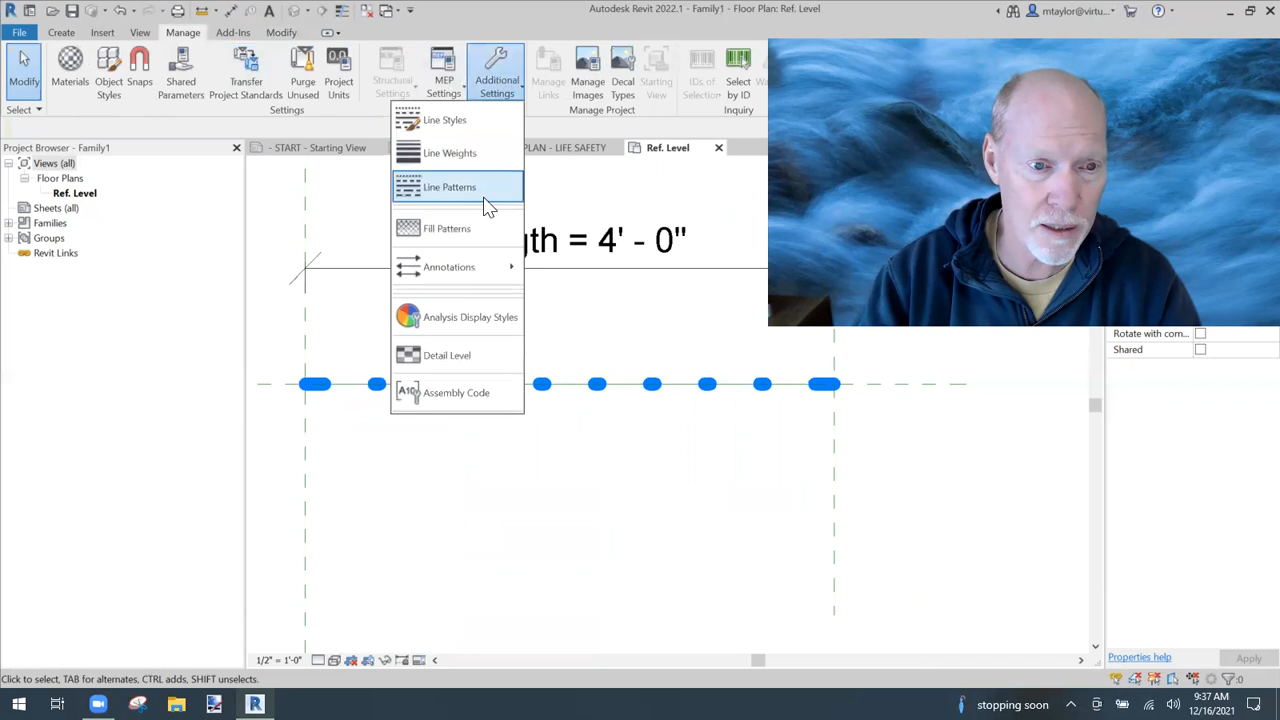 Autodesk Revit 2022.1 - Family1 - Floor Plan: Ref. Level
mtaylor@virtu...
File Create Insert View Manage Add-Ins Modify
Modify Materials Object Styles Snaps Shared Parameters Transfer Project Standards Purge Unused Project Units Structural Settings MEP Settings Additional Settings Manage Links Manage Images Decal Types Starting View IDs of Selection Select by ID
Select Settings Manage Project Inquiry
Line Styles
Project Browser - Family1 - START - Starting View PLAN - LIFE SAFETY Ref. Level
Line Weights
Views (all)
Floor Plans
Line Patterns
Ref. Level
Sheets (all)
Families
Fill Patterns
Groups
gth = 4' - 0"
Revit Links
Annotations
Analysis Display Styles
Rotate with com...
Shared
Detail Level
A10
Assembly Code
1/2" = 1'-0"
Properties help Apply
Click to select, TAB for alternates, CTRL adds, SHIFT unselects.
:0
stopping soon
9:37 AM
12/16/2021